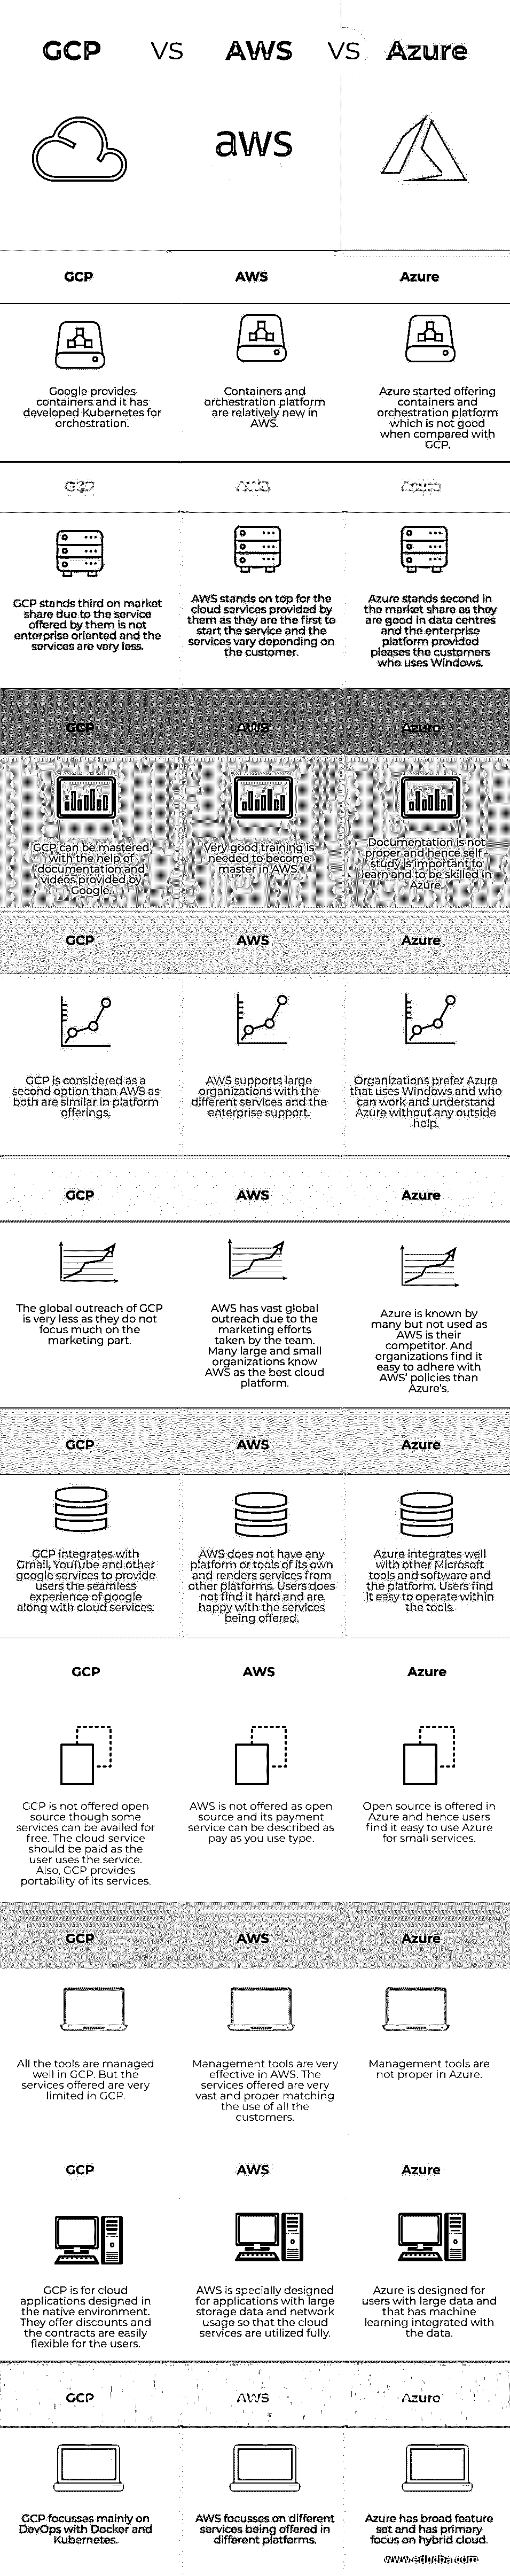 GCP VS AWS VS Azure
aws
GCP AWS Azure
Google provides
containers and it has
developed Kubernetes for
orchestration.
Containers and
orchestration platform
are relatively new in
AWS.
Azure started offering
containers and
orchestration platform
which is not good
when compared with
GCP.
GCP AWS Azure
GCP stands third on market
share due to the service
offered by them is not
enterprise oriented and the
services are very less.
AWS stands on top for the
cloud services provided by
them as they are the first to
start the service and the
services vary depending on
the customer.
Azure stands second in
the market share as they
are good in data centres
and the enterprise
platform provided
pleases the customers
who uses Windows.
GCP AWS Azure
GCP can be mastered
with the help of
documentation and
videos provided by
Google.
Very good training is
needed to become
master in AWS.
Documentation is not
proper and hence self -
study is important to
learn and to be skilled in
Azure.
GCP AWS Azure
GCP is considered as a
second option than AWS as
both are similar in platform
offerings.
AWS supports large
organizations with the
different services and the
enterprise support.
Organizations prefer Azure
that uses Windows and who
can work and understand
Azure without any outside
help.
GCP AWS Azure
The global outreach of GCP
is very less as they do not
focus much on the
marketing part.
AWS has vast global
outreach due to the
marketing efforts
taken by the team.
Many large and small
organizations know
AWS as the best cloud
platform.
Azure is known by
many but not used as
AWS is their
competitor. And
organizations find it
easy to adhere with
AWS' policies than
Azure's.
GCP AWS Azure
GCP integrates with
Gmail, YouTube and other
google services to provide
users the seamless
experience of google
along with cloud services.
AWS does not have any
platform or tools of its own
and renders services from
other platforms. Users does
not find it hard and are
happy with the services
being offered.
Azure integrates well
with other Microsoft
tools and software and
the platform. Users find
it easy to operate within
the tools.
GCP AWS Azure
GCP is not offered open
source though some
services can be availed for
free. The cloud service
should be paid as the
user uses the service.
Also, GCP provides
portability of its services.
AWS is not offered as open
source and its payment
service can be described as
pay as you use type.
Open source is offered in
Azure and hence users
find it easy to use Azure
for small services.
GCP AWS Azure
All the tools are managed
well in GCP. But the
services offered are very
limited in GCP.
Management tools are very
effective in AWS. The
services offered are very
vast and proper matching
the use of all the
customers.
Management tools are
not proper in Azure.
GCP AWS Azure
GCP is for cloud
applications designed in
the native environment.
They offer discounts and
the contracts are easily
flexible for the users.
AWS is specially designed
for applications with large
storage data and network
usage so that the cloud
services are utilized fully.
Azure is designed for
users with large data and
that has machine
learning integrated with
the data.
GCP AWS Azure
GCP focusses mainly on
DevOps with Docker and
Kubernetes.
AWS focusses on different
services being offered in
different platforms.
Azure has broad feature
set and has primary
focus on hybrid cloud.
www.educba.com